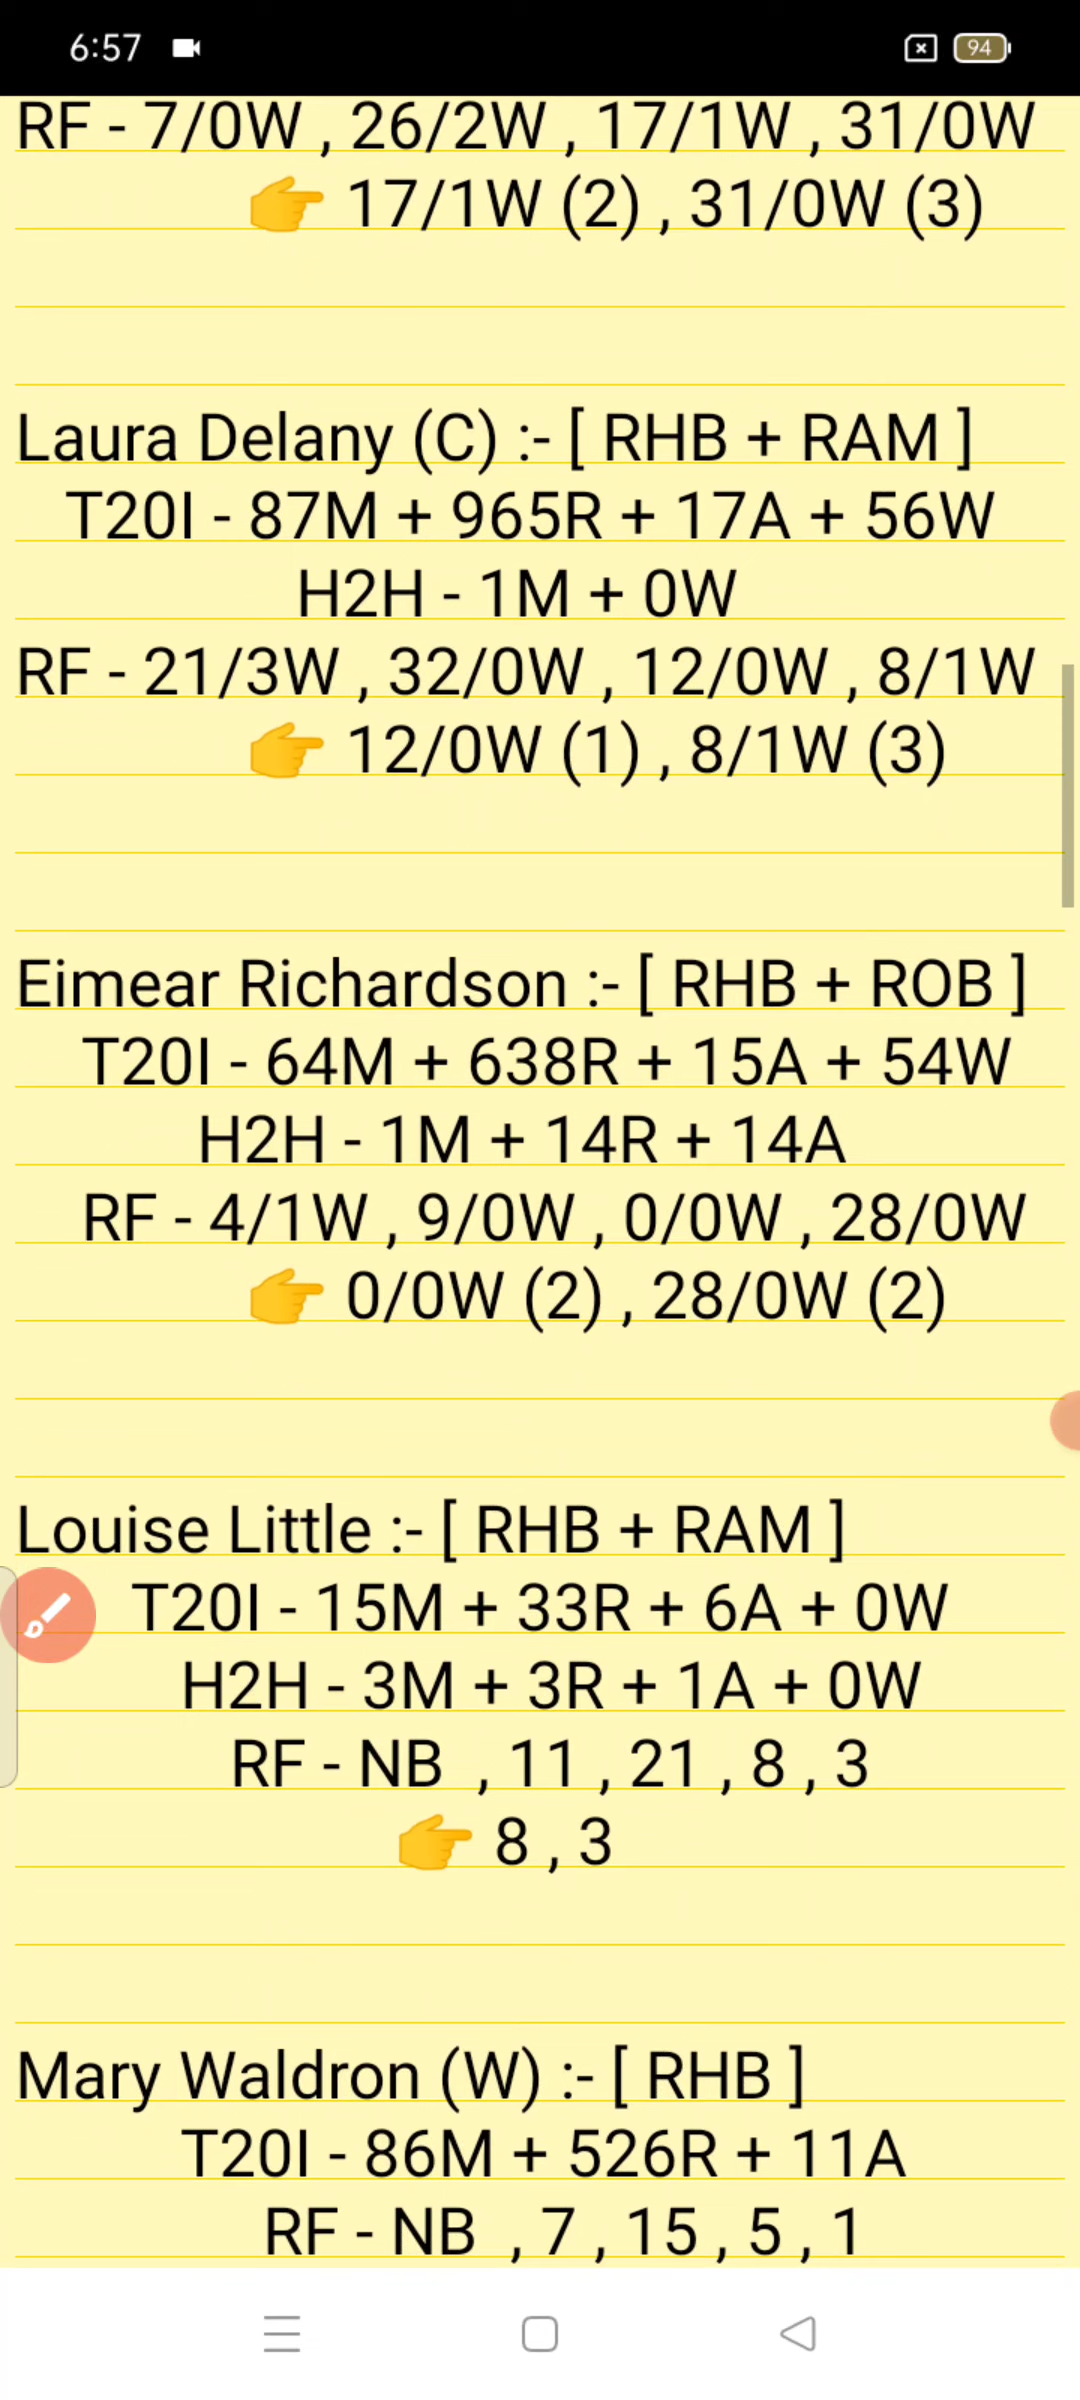 6:57
94
RF - 7/0W , 26/2W , 17/1W , 31/0W
👉 17/1W (2) , 31/0W (3)
Laura Delany (C) :- [ RHB + RAM ]
T20I - 87M + 965R + 17A + 56W
H2H - 1M + 0W
RF - 21/3W , 32/0W , 12/0W , 8/1W
👉 12/0W (1) , 8/1W (3)
Eimear Richardson :- [ RHB + ROB ]
T20I - 64M + 638R + 15A + 54W
H2H - 1M + 14R + 14A
RF - 4/1W , 9/0W , 0/0W , 28/0W
👉 0/0W (2) , 28/0W (2)
Louise Little :- [ RHB + RAM ]
T20I - 15M + 33R + 6A + 0W
H2H - 3M + 3R + 1A + 0W
RF - NB , 11 , 21 , 8 , 3
👉 8 , 3
Mary Waldron (W) :- [ RHB ]
T20I - 86M + 526R + 11A
RF - NB , 7 , 15 , 5 , 1